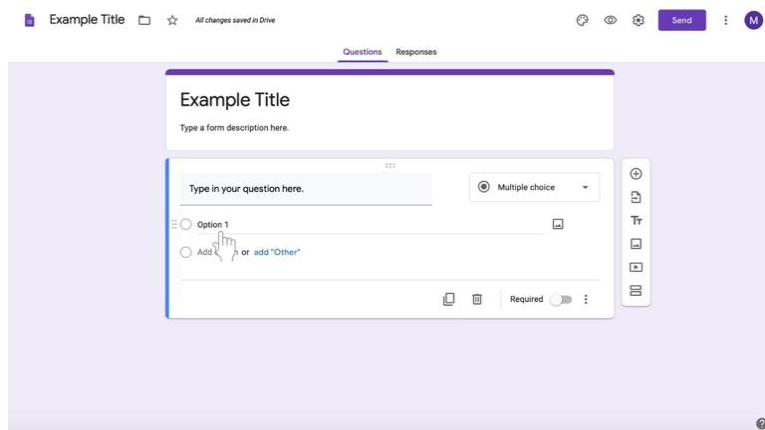 Example Title
All changes saved in Drive
Send
M
Questions Responses
Example Title
Type a form description here.
Type in your question here.
Multiple choice
Option 1
Add or add "Other"
Required
Tt
?